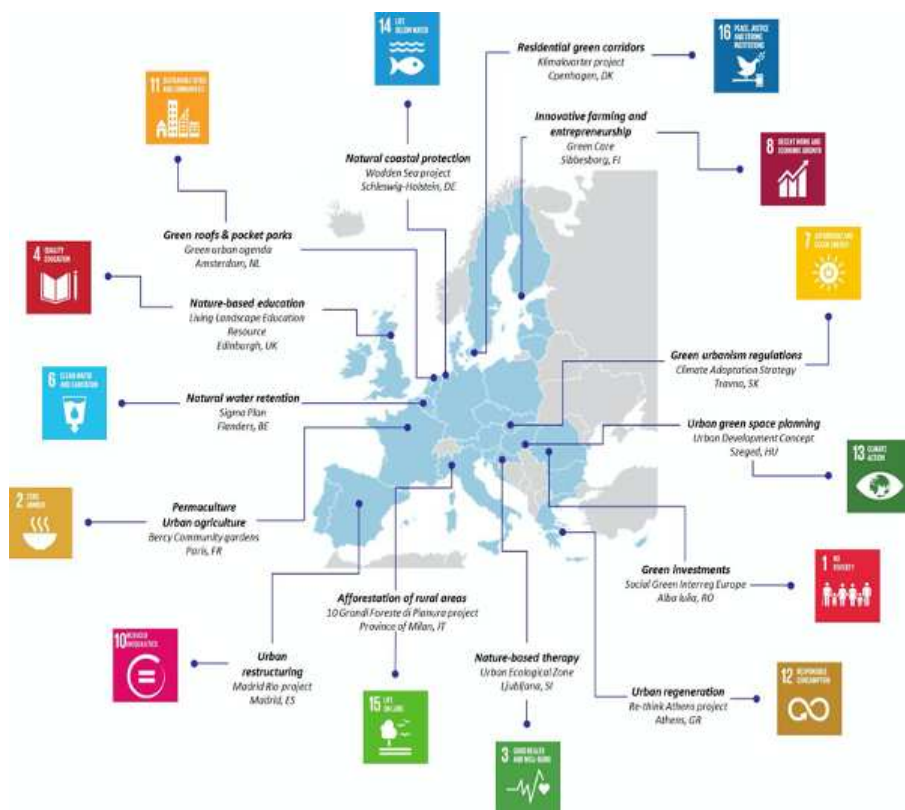 14 LIFE
BELOW WATER
Residential green corridors
Klimakvarter project
Cpenhagen, DK
16 PEACE, JUSTICE
AND STRONG
INSTITUTIONS
11 SUSTAINABLE CITIES
AND COMMUNITIES
Innovative farming and
entrepreneurship
Green Care
Sibbesborg, FI
8 DECENT WORK AND
ECONOMIC GROWTH
Natural coastal protection
Wadden Sea project
Schleswig-Holstein, DE
Green roofs & pocket parks
Green urban agenda
Amsterdam, NL
4 QUALITY
EDUCATION
7 AFFORDABLE AND
CLEAN ENERGY
Nature-based education
Living Landscape Education
Resource
Edinburgh, UK
Green urbanism regulations
Climate Adaptation Strategy
Travna, SK
6 CLEAN WATER
AND SANITATION
Natural water retention
Sigma Plan
Flanders, BE
Urban green space planning
Urban Development Concept
Szeged, HU
13 CLIMATE
ACTION
2 ZERO
HUNGER
Permaculture
Urban agriculture
Bercy Community gardens
Paris, FR
Green investments
Social Green Interreg Europe
Alba Iulia, RO
1 NO
POVERTY
Afforestation of rural areas
10 Grandi Foreste di Pianura project
Province of Milan, IT
10 REDUCED
INEQUALITIES
Urban
restructuring
Madrid Rio project
Madrid, ES
Nature-based therapy
Urban Ecological Zone
Ljubljana, SI
15 LIFE
ON LAND
Urban regeneration
Re-think Athens project
Athens, GR
12 RESPONSIBLE
CONSUMPTION
3 GOOD HEALTH
AND WELL-BEING